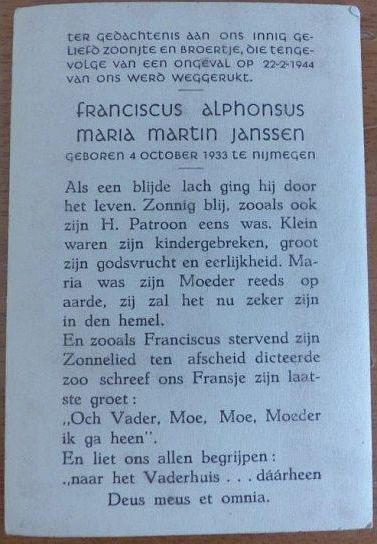 TER GEDACHTENIS AAN ONS INNIG GE-
LIEFD ZOONJTE EN BROERTJE, DIE TENGE-
VOLGE VAN EEN ONGEVAL OP 22-2-1944
VAN ONS WERD WEGGERUKT.
FRANCISCUS ALPHONSUS
MARIA MARTIN JANSSEN
GEBOREN 4 OCTOBER 1933 TE NIJMEGEN
Als een blijde lach ging hij door
het leven. Zonnig blij, zooals ook
zijn H. Patroon eens was. Klein
waren zijn kindergebreken, groot
zijn godsvrucht en eerlijkheid. Ma-
ria was zijn Moeder reeds op
aarde, zij zal het nu zeker zijn
in den hemel.
En zooals Franciscus stervend zijn
Zonnelied ten afscheid dicteerde
zoo schreef ons Fransje zijn laat-
ste groet :
„Och Vader, Moe, Moe, Moeder
ik ga heen".
En liet ons allen begrijpen :
„naar het Vaderhuis . . . dáárheen
Deus meus et omnia.